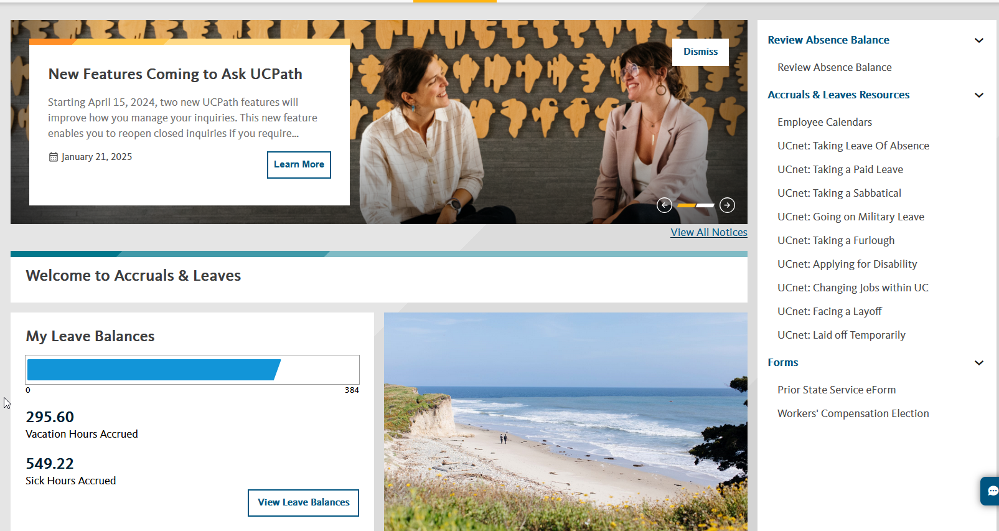 New Features Coming to Ask UCPath
Starting April 15, 2024, two new UCPath features will
improve how you manage your inquiries. This new feature
enables you to reopen closed inquiries if you require...
January 21, 2025
Learn More
Dismiss
View All Notices
Welcome to Accruals & Leaves
My Leave Balances
0
384
295.60
Vacation Hours Accrued
549.22
Sick Hours Accrued
View Leave Balances
Review Absence Balance
Review Absence Balance
Accruals & Leaves Resources
Employee Calendars
UCnet: Taking Leave Of Absence
UCnet: Taking a Paid Leave
UCnet: Taking a Sabbatical
UCnet: Going on Military Leave
UCnet: Taking a Furlough
UCnet: Applying for Disability
UCnet: Changing Jobs within UC
UCnet: Facing a Layoff
UCnet: Laid off Temporarily
Forms
Prior State Service eForm
Workers' Compensation Election